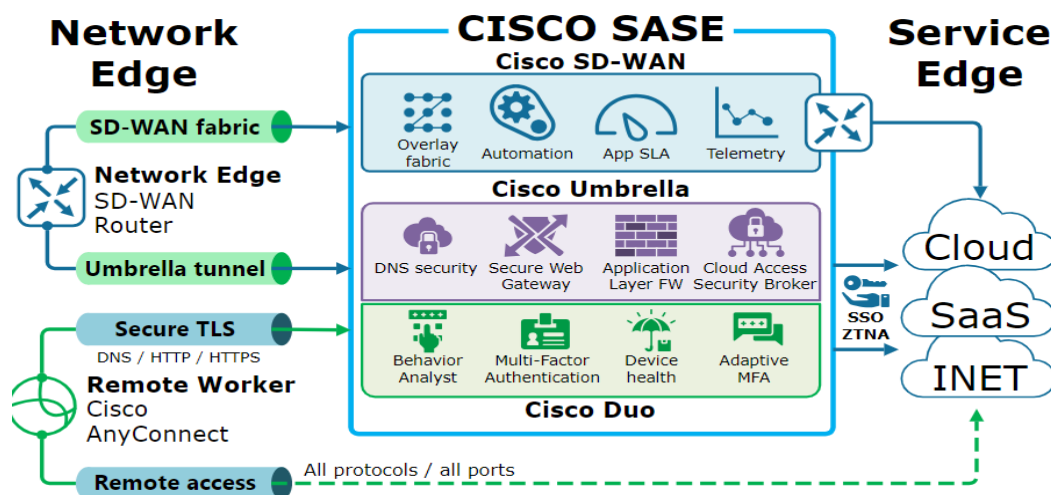 Network
Edge
CISCO SASE
Service
Edge
Cisco SD-WAN
SD-WAN fabric
Overlay
fabric
Automation
App SLA
Telemetry
Network Edge
SD-WAN
Router
Cisco Umbrella
Umbrella tunnel
DNS security
Secure Web
Gateway
Application
Layer FW
Cloud Access
Security Broker
Cloud
SSO
ZTNA
SaaS
INET
Secure TLS
DNS / HTTP / HTTPS
Remote Worker
Cisco
AnyConnect
Behavior
Analyst
Multi-Factor
Authentication
Device
health
Adaptive
MFA
Cisco Duo
Remote access
All protocols / all ports